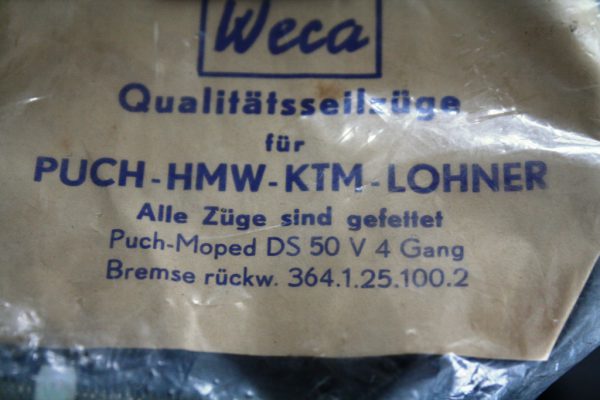 Weca
Qualitätsseilzüge
für
PUCH-HMW-KTM-LOHNER
Alle Züge sind gefettet
Puch-Moped DS 50 V 4 Gang
Bremse rückw. 364.1.25.100.2